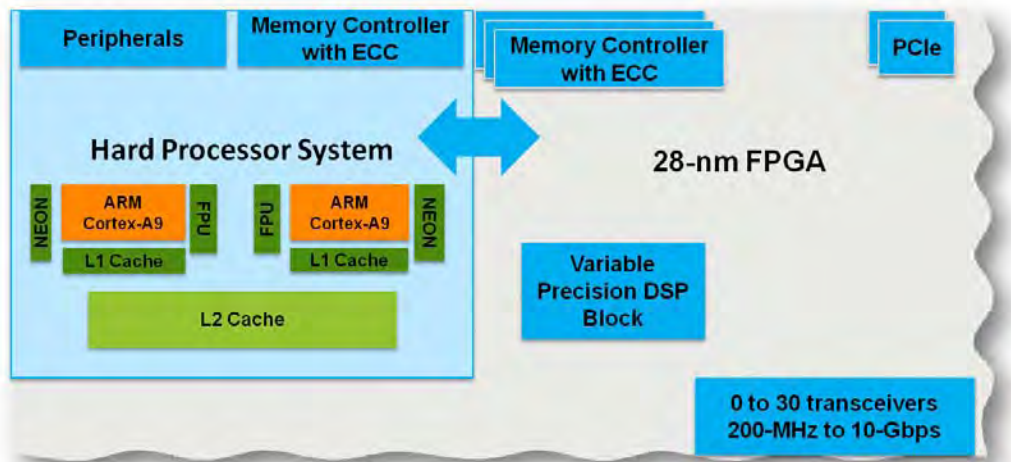 Peripherals
Memory Controller
with ECC
Memory Controller
with ECC
PCIe
Hard Processor System
28-nm FPGA
NEON
ARM
Cortex-A9
FPU
L1 Cache
FPU
ARM
Cortex-A9
NEON
L1 Cache
L2 Cache
Variable
Precision DSP
Block
0 to 30 transceivers
200-MHz to 10-Gbps